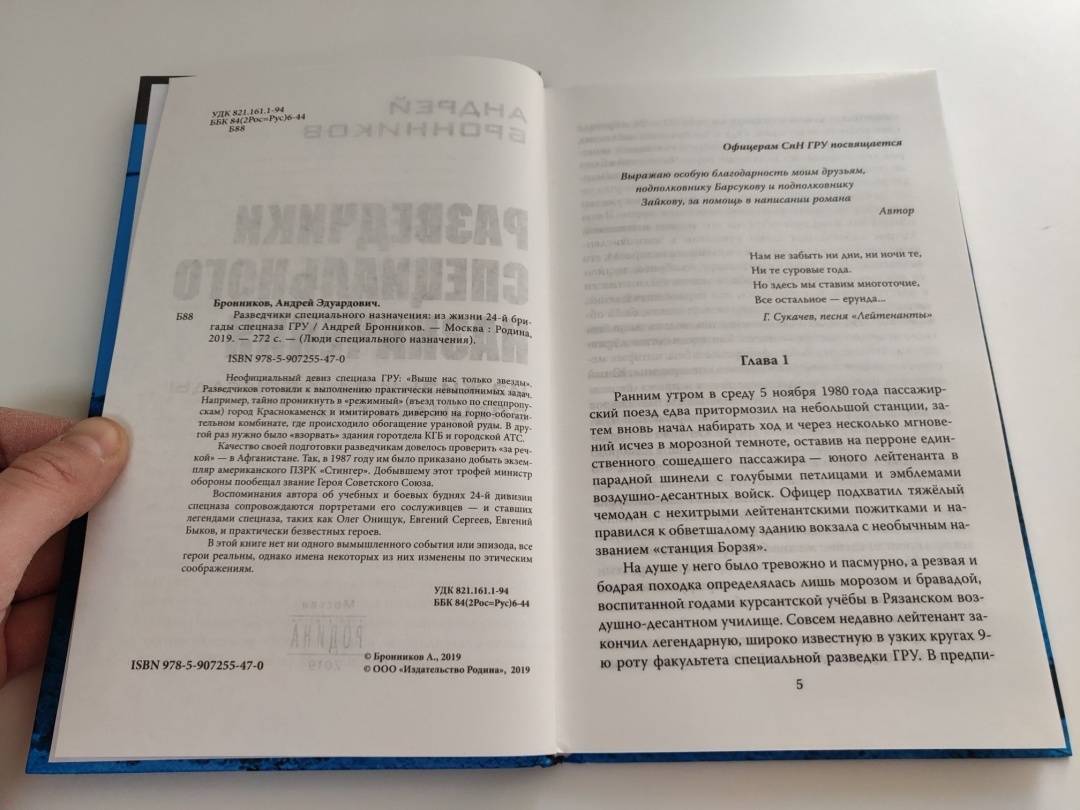 УДК 821.161.1-94
ББК 84(2Рос=Рус)6-44
Б88
АНДРЕЙ
БРОННИКОВ
РАЗВЕДЧИКИ
СПЕЦИАЛЬНОГО
Бронников, Андрей Эдуардович.
Б88 Разведчики специального назначения: из жизни 24-й бри-
гады спецназа ГРУ / Андрей Бронников. — Москва : Родина,
2019. — 272 с. — (Люди специального назначения).
ISBN 978-5-907255-47-0
Неофициальный девиз спецназа ГРУ: «Выше нас только звезды».
Разведчиков готовили к выполнению практически невыполнимых задач.
Например, тайно проникнуть в "режимный" (въезд только по спецпропу-
скам) город Краснокаменск и имитировать диверсию на горно-обогати-
тельном комбинате, где происходило обогащение урановой руды. В дру-
гой раз нужно было «взорвать» здания горотдела КГБ и городской АТС.
Качество своей подготовки разведчикам довелось проверить «за реч-
кой» — в Афганистане. Так, в 1987 году им было приказано добыть экзем-
пляр американского ПЗРК «Стингер». Добывшему этот трофей министр
обороны пообещал звание Героя Советского Союза.
Воспоминания автора об учебных и боевых буднях 24-й дивизии
спецназа сопровождаются портретами его сослуживцев — и ставших
легендами спецназа, таких как Олег Онищук, Евгений Сергеев, Евгений
Быков, и практически безвестных героев.
В этой книге нет ни одного вымышленного события или эпизода, все
герои реальны, однако имена некоторых из них изменены по этическим
соображениям.
УДК 821.161.1-94
ББК 84(2Рос=Рус)6-44
Москва
РОДИНА
2019
© Бронников А., 2019
ISBN 978-5-907255-47-0 © ООО «Издательство Родина», 2019
Офицерам СпН ГРУ посвящается
Выражаю особую благодарность моим друзьям,
подполковнику Барсукову и подполковнику
Зайкову, за помощь в написании романа
Автор
Нам не забыть ни дни, ни ночи те,
Ни те суровые года.
Но здесь мы ставим многоточие,
Все остальное — ерунда...
Г. Сукачев, песня «Лейтенанты»
Глава 1
Ранним утром в среду 5 ноября 1980 года пассажир-
ский поезд едва притормозил на небольшой станции, за-
тем вновь начал набирать ход и через несколько мгнове-
ний исчез в морозной темноте, оставив на перроне един-
ственного сошедшего пассажира — юного лейтенанта в
парадной шинели с голубыми петлицами и эмблемами
воздушно-десантных войск. Офицер подхватил тяжёлый
чемодан с нехитрыми лейтенантскими пожитками и на-
правился к обветшалому зданию вокзала с необычным на-
званием «станция Борзя».
На душе у него было тревожно и пасмурно, а резвая и
бодрая походка определялась лишь морозом и бравадой,
воспитанной годами курсантской учёбы в Рязанском воз-
душно-десантном училище. Совсем недавно лейтенант за-
кончил легендарную, широко известную в узких кругах 9-
ю роту факультета специальной разведки ГРУ. В предпи-
5